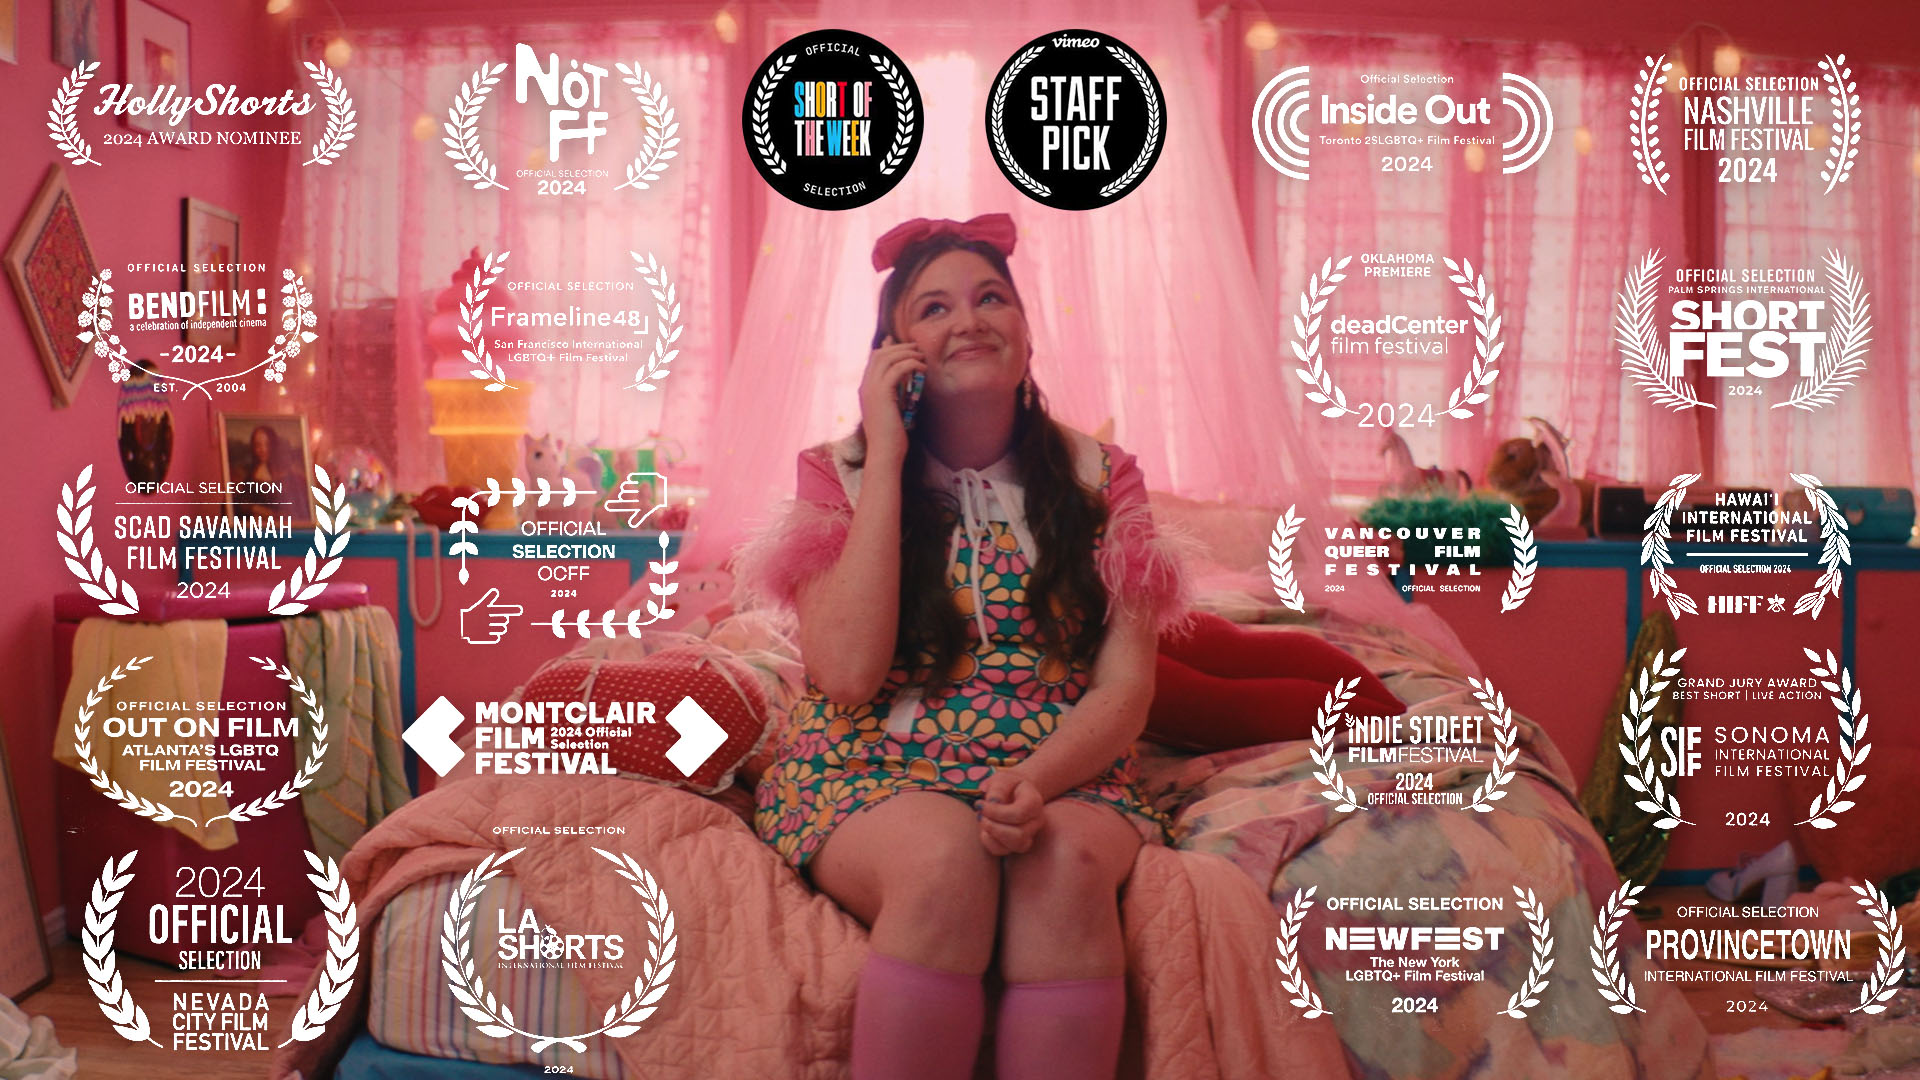 HollyShorts
2024 AWARD NOMINEE
NòT
FF
OFFICIAL SELECTION
2024
OFFICIAL
SHORT OF
THE WEEK
SELECTION
vimeo
STAFF
PICK
Official Selection
Inside Out
Toronto 2SLGBTQ+ Film Festival
2024
OFFICIAL SELECTION
NASHVILLE
FILM FESTIVAL
2024
OFFICIAL SELECTION
BENDFILM:
a celebration of independent cinema
-2024-
EST. 2004
OFFICIAL SELECTION
Frameline48
San Francisco International
LGBTQ+ Film Festival
OKLAHOMA
PREMIERE
deadCenter
film festival
2024
OFFICIAL SELECTION
PALM SPRINGS INTERNATIONAL
SHORT
FEST
2024
OFFICIAL SELECTION
SCAD SAVANNAH
FILM FESTIVAL
2024
OFFICIAL
SELECTION
OCFF
2024
VANCOUVER
QUEER FILM
FESTIVAL
2024 OFFICIAL SELECTION
HAWAI'I
INTERNATIONAL
FILM FESTIVAL
OFFICIAL SELECTION 2024
HIFF
OFFICIAL SELECTION
OUT ON FILM
ATLANTA'S LGBTQ
FILM FESTIVAL
2024
MONTCLAIR
FILM 2024 Official
Selection
FESTIVAL
INDIE STREET
FILMFESTIVAL
2024
OFFICIAL SELECTION
GRAND JURY AWARD
BEST SHORT | LIVE ACTION
SIFF
SONOMA
INTERNATIONAL
FILM FESTIVAL
2024
2024
OFFICIAL
SELECTION
NEVADA
CITY FILM
FESTIVAL
OFFICIAL SELECTION
LA
SHORTS
INTERNATIONAL FILM FESTIVAL
2024
OFFICIAL SELECTION
NEWFEST
The New York
LGBTQ+ Film Festival
2024
OFFICIAL SELECTION
PROVINCETOWN
INTERNATIONAL FILM FESTIVAL
2024